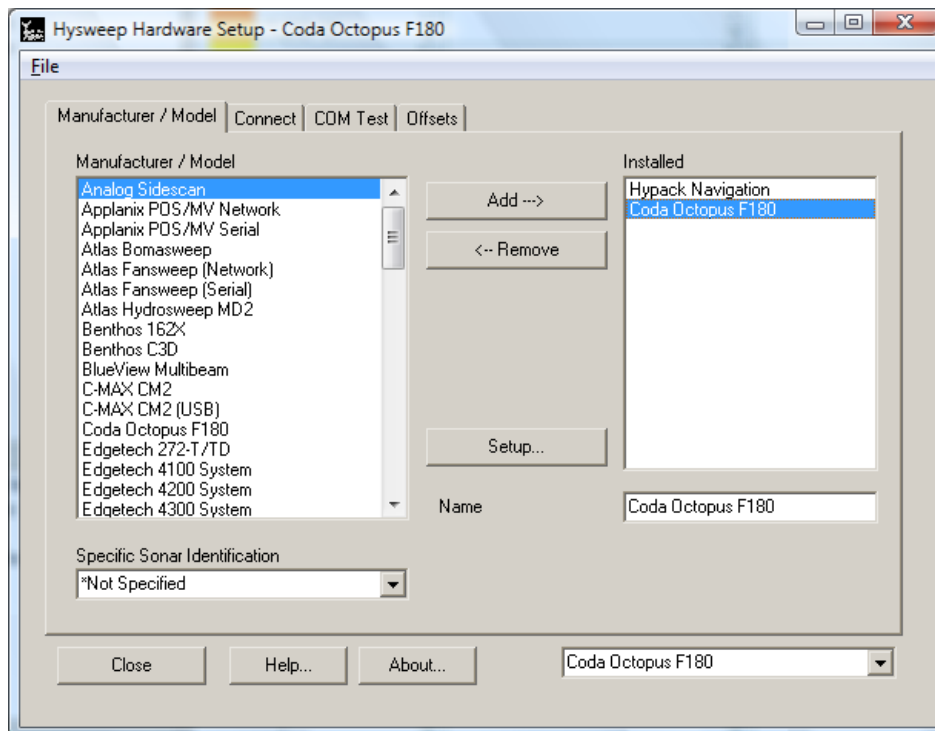 Hysweep Hardware Setup - Coda Octopus F180
File
Manufacturer / Model
Connect
COM Test
Offsets
Manufacturer / Model
Analog Sidescan
Applanix POS/MV Network
Applanix POS/MV Serial
Atlas Bomasweep
Atlas Fansweep (Network)
Atlas Fansweep (Serial)
Atlas Hydrosweep MD2
Benthos 162X
Benthos C3D
BlueView Multibeam
C-MAX CM2
C-MAX CM2 (USB)
Coda Octopus F180
Edgetech 272-T/TD
Edgetech 4100 System
Edgetech 4200 System
Edgetech 4300 System
Add --->
<-- Remove
Setup...
Installed
Hypack Navigation
Coda Octopus F180
Name
Coda Octopus F180
Specific Sonar Identification
*Not Specified
Close
Help...
About...
Coda Octopus F180